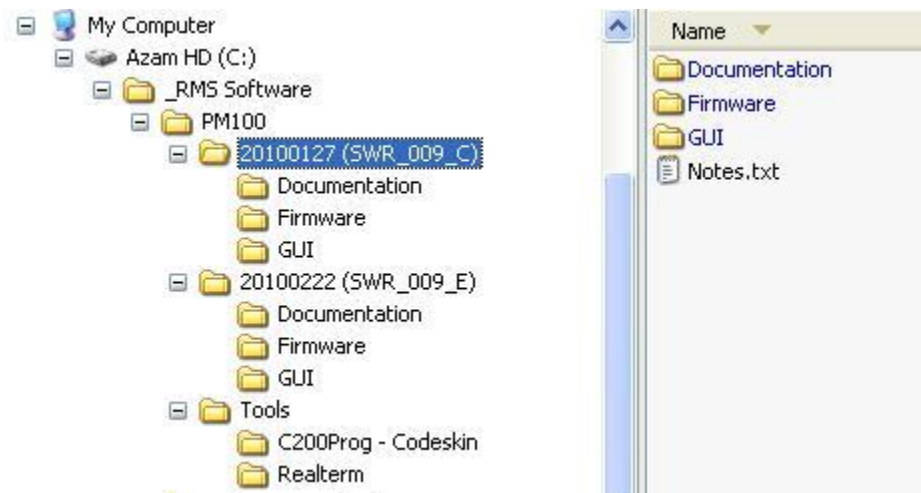 My Computer
Azam HD (C:)
_RMS Software
PM100
20100127 (SWR_009_C)
Documentation
Firmware
GUI
20100222 (SWR_009_E)
Documentation
Firmware
GUI
Tools
C200Prog - Codeskin
Realterm
Name
Documentation
Firmware
GUI
Notes.txt